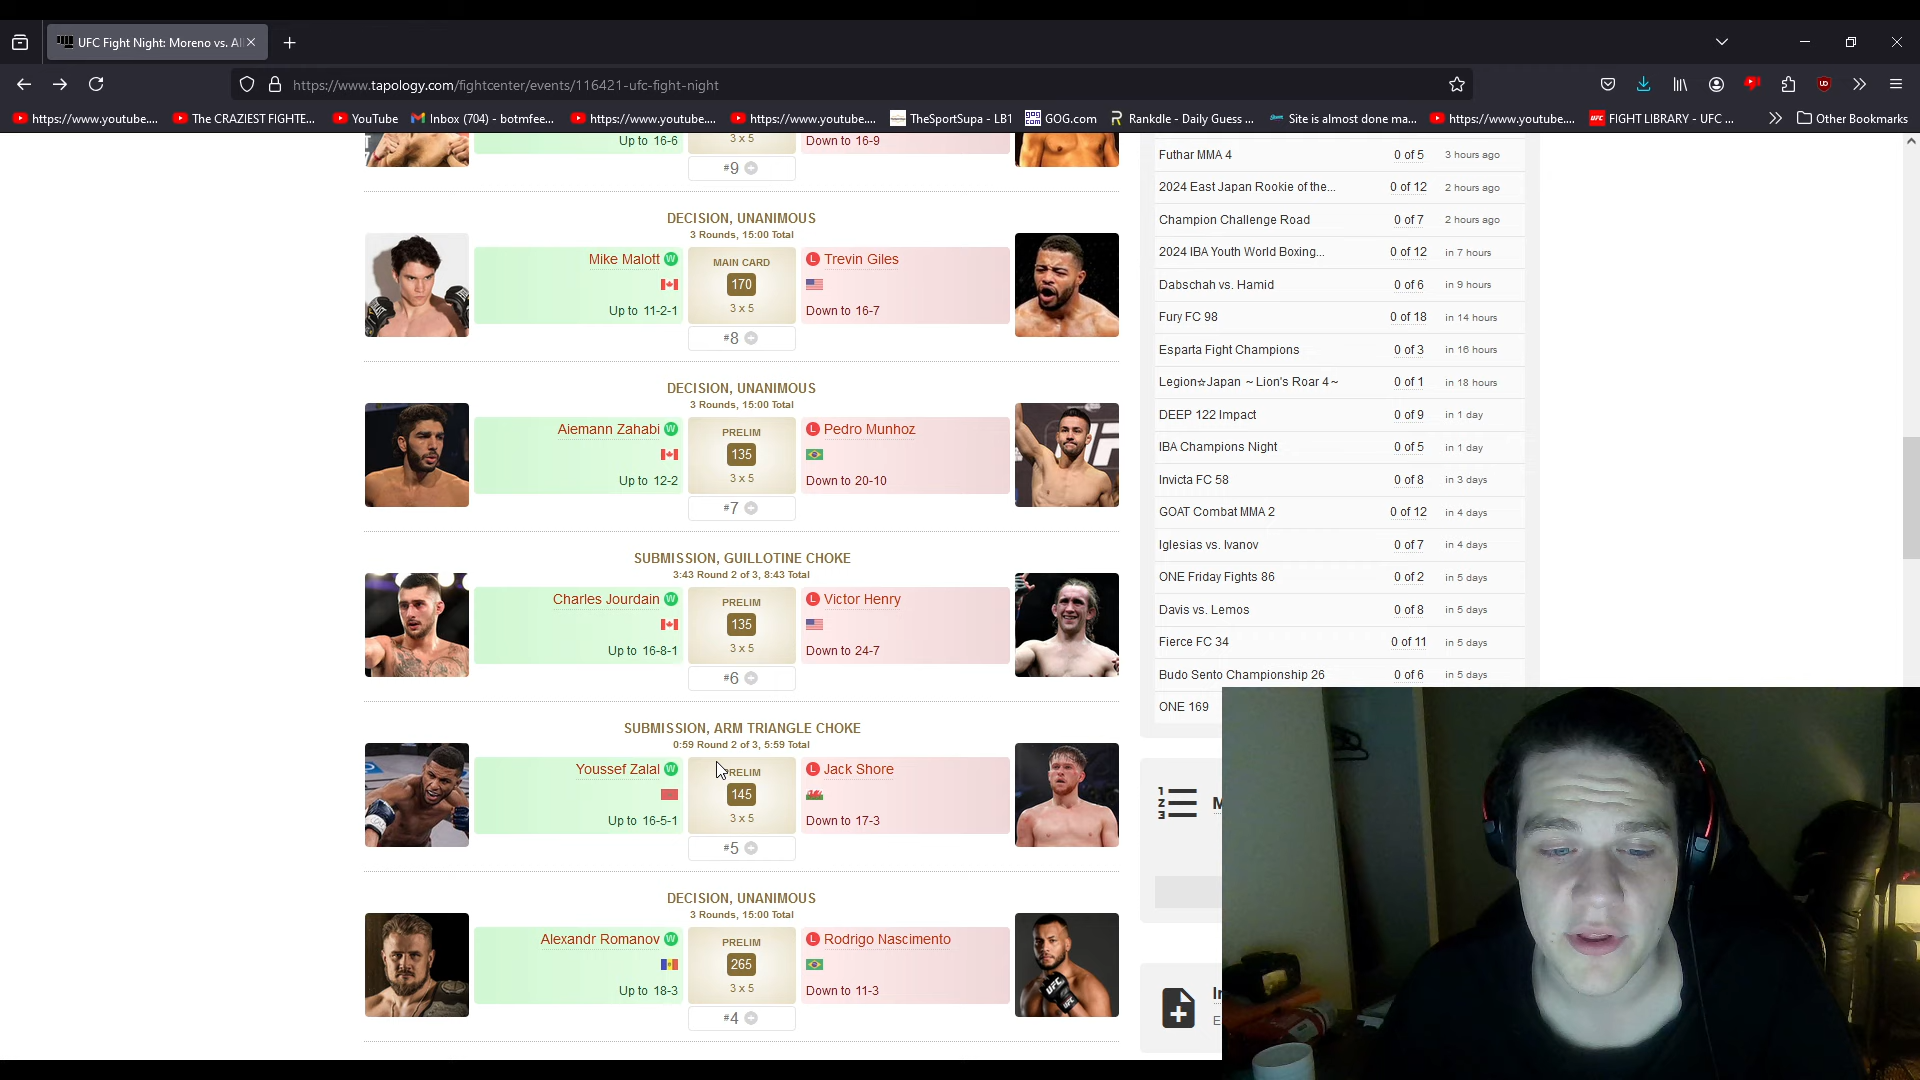 UFC Fight Night: Moreno vs. Al
https://www.tapology.com/fightcenter/events/116421-ufc-fight-night
https://www.youtube....
The CRAZIEST FIGHTE...
YouTube
Inbox (704) - botmfee...
https://www.youtube....
https://www.youtube....
TheSportSupa - LB1
GOG.com
Rankdle - Daily Guess ...
Site is almost done ma...
https://www.youtube....
FIGHT LIBRARY - UFC ...
Other Bookmarks
Up to 16-6
3 x 5
Down to 16-9
#9
DECISION, UNANIMOUS
3 Rounds, 15:00 Total
Mike Malott W
MAIN CARD
L Trevin Giles
170
Up to 11-2-1
3 x 5
Down to 16-7
#8
DECISION, UNANIMOUS
3 Rounds, 15:00 Total
Aiemann Zahabi W
PRELIM
L Pedro Munhoz
135
Up to 12-2
3 x 5
Down to 20-10
#7
SUBMISSION, GUILLOTINE CHOKE
3:43 Round 2 of 3, 8:43 Total
Charles Jourdain W
PRELIM
L Victor Henry
135
Up to 16-8-1
3 x 5
Down to 24-7
#6
SUBMISSION, ARM TRIANGLE CHOKE
0:59 Round 2 of 3, 5:59 Total
Youssef Zalal W
PRELIM
L Jack Shore
145
Up to 16-5-1
3 x 5
Down to 17-3
#5
DECISION, UNANIMOUS
3 Rounds, 15:00 Total
Alexandr Romanov W
PRELIM
L Rodrigo Nascimento
265
Up to 18-3
3 x 5
Down to 11-3
#4
Futhar MMA 4 0 of 5 3 hours ago
2024 East Japan Rookie of the... 0 of 12 2 hours ago
Champion Challenge Road 0 of 7 2 hours ago
2024 IBA Youth World Boxing... 0 of 12 in 7 hours
Dabschah vs. Hamid 0 of 6 in 9 hours
Fury FC 98 0 of 18 in 14 hours
Esparta Fight Champions 0 of 3 in 16 hours
Legion☆Japan ～Lion's Roar 4～ 0 of 1 in 18 hours
DEEP 122 Impact 0 of 9 in 1 day
IBA Champions Night 0 of 5 in 1 day
Invicta FC 58 0 of 8 in 3 days
GOAT Combat MMA 2 0 of 12 in 4 days
Iglesias vs. Ivanov 0 of 7 in 4 days
ONE Friday Fights 86 0 of 2 in 5 days
Davis vs. Lemos 0 of 8 in 5 days
Fierce FC 34 0 of 11 in 5 days
Budo Sento Championship 26 0 of 6 in 5 days
ONE 169